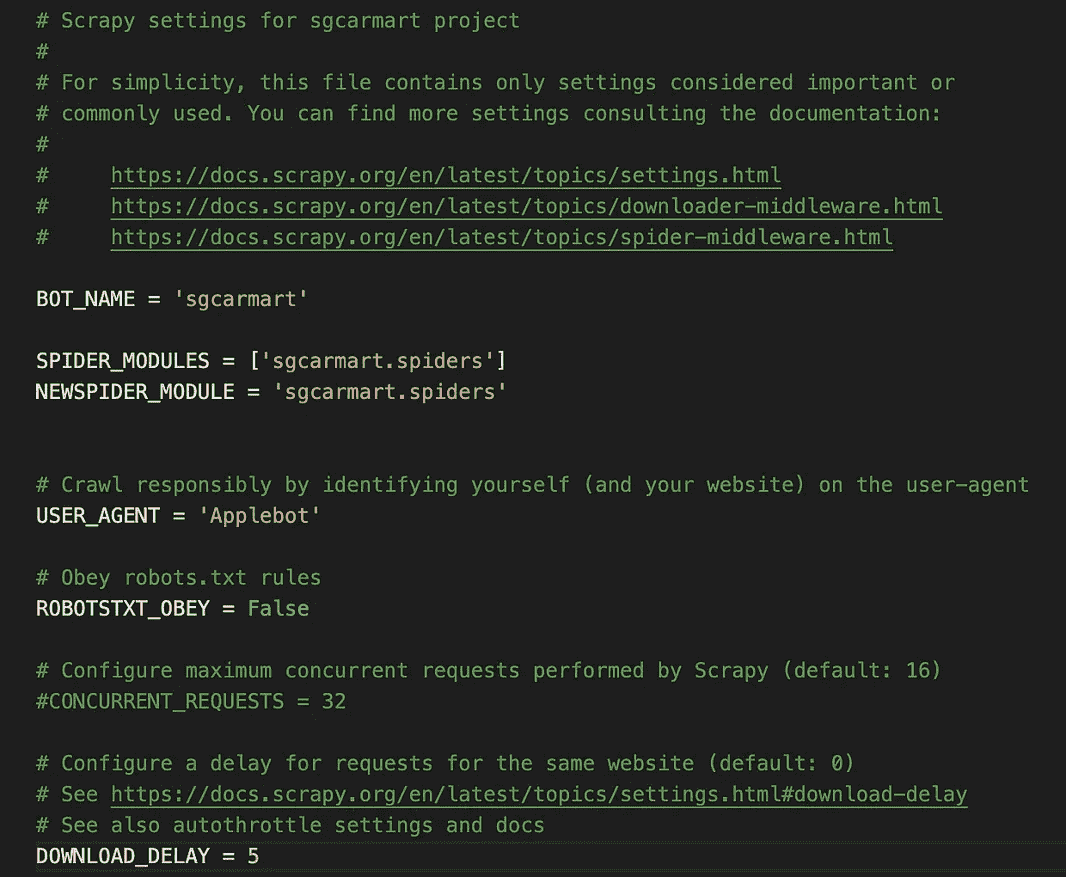 # Scrapy settings for sgcarmart project
#
# For simplicity, this file contains only settings considered important or
# commonly used. You can find more settings consulting the documentation:
#
#     https://docs.scrapy.org/en/latest/topics/settings.html
#     https://docs.scrapy.org/en/latest/topics/downloader-middleware.html
#     https://docs.scrapy.org/en/latest/topics/spider-middleware.html
BOT_NAME = 'sgcarmart'
SPIDER_MODULES = ['sgcarmart.spiders']
NEWSPIDER_MODULE = 'sgcarmart.spiders'
# Crawl responsibly by identifying yourself (and your website) on the user-agent
USER_AGENT = 'Applebot'
# Obey robots.txt rules
ROBOTSTXT_OBEY = False
# Configure maximum concurrent requests performed by Scrapy (default: 16)
#CONCURRENT_REQUESTS = 32
# Configure a delay for requests for the same website (default: 0)
# See https://docs.scrapy.org/en/latest/topics/settings.html#download-delay
# See also autothrottle settings and docs
DOWNLOAD_DELAY = 5